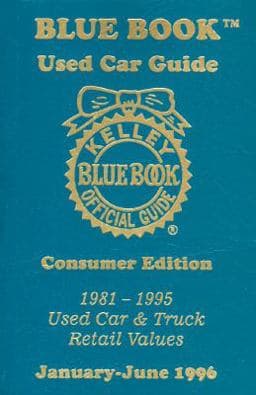 BLUE BOOK™
Used Car Guide
KELLEY
BLUE BOOK
OFFICIAL GUIDE
®
Consumer Edition
1981 – 1995
Used Car & Truck
Retail Values
January-June 1996